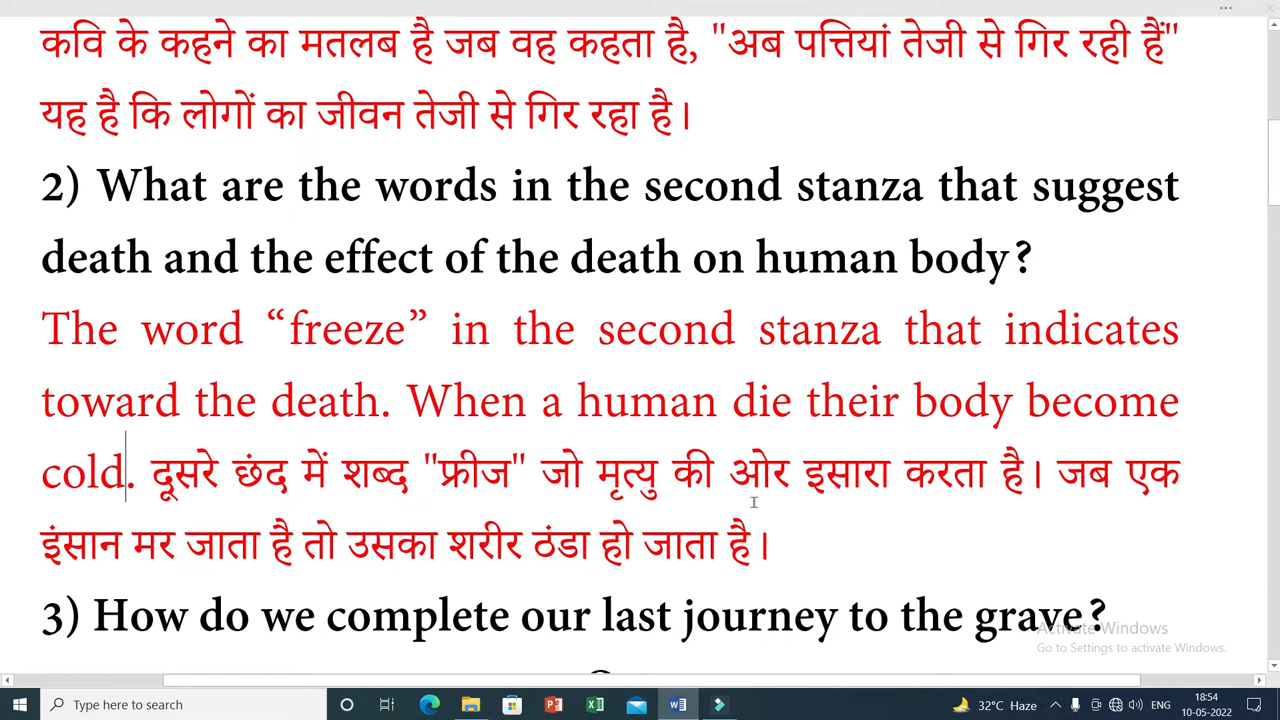 कवि के कहने का मतलब है जब वह कहता है, "अब पत्तियां तेजी से गिर रही हैं"
यह है कि लोगों का जीवन तेजी से गिर रहा है।
2) What are the words in the second stanza that suggest
death and the effect of the death on human body?
The word “freeze” in the second stanza that indicates
toward the death. When a human die their body become
cold. दूसरे छंद में शब्द "फ्रीज" जो मृत्यु की ओर इसारा करता है। जब एक
इंसान मर जाता है तो उसका शरीर ठंडा हो जाता है।
3) How do we complete our last journey to the grave?
Activate Windows
Go to Settings to activate Windows.
Type here to search
32°C Haze
ENG
18:54
10-05-2022